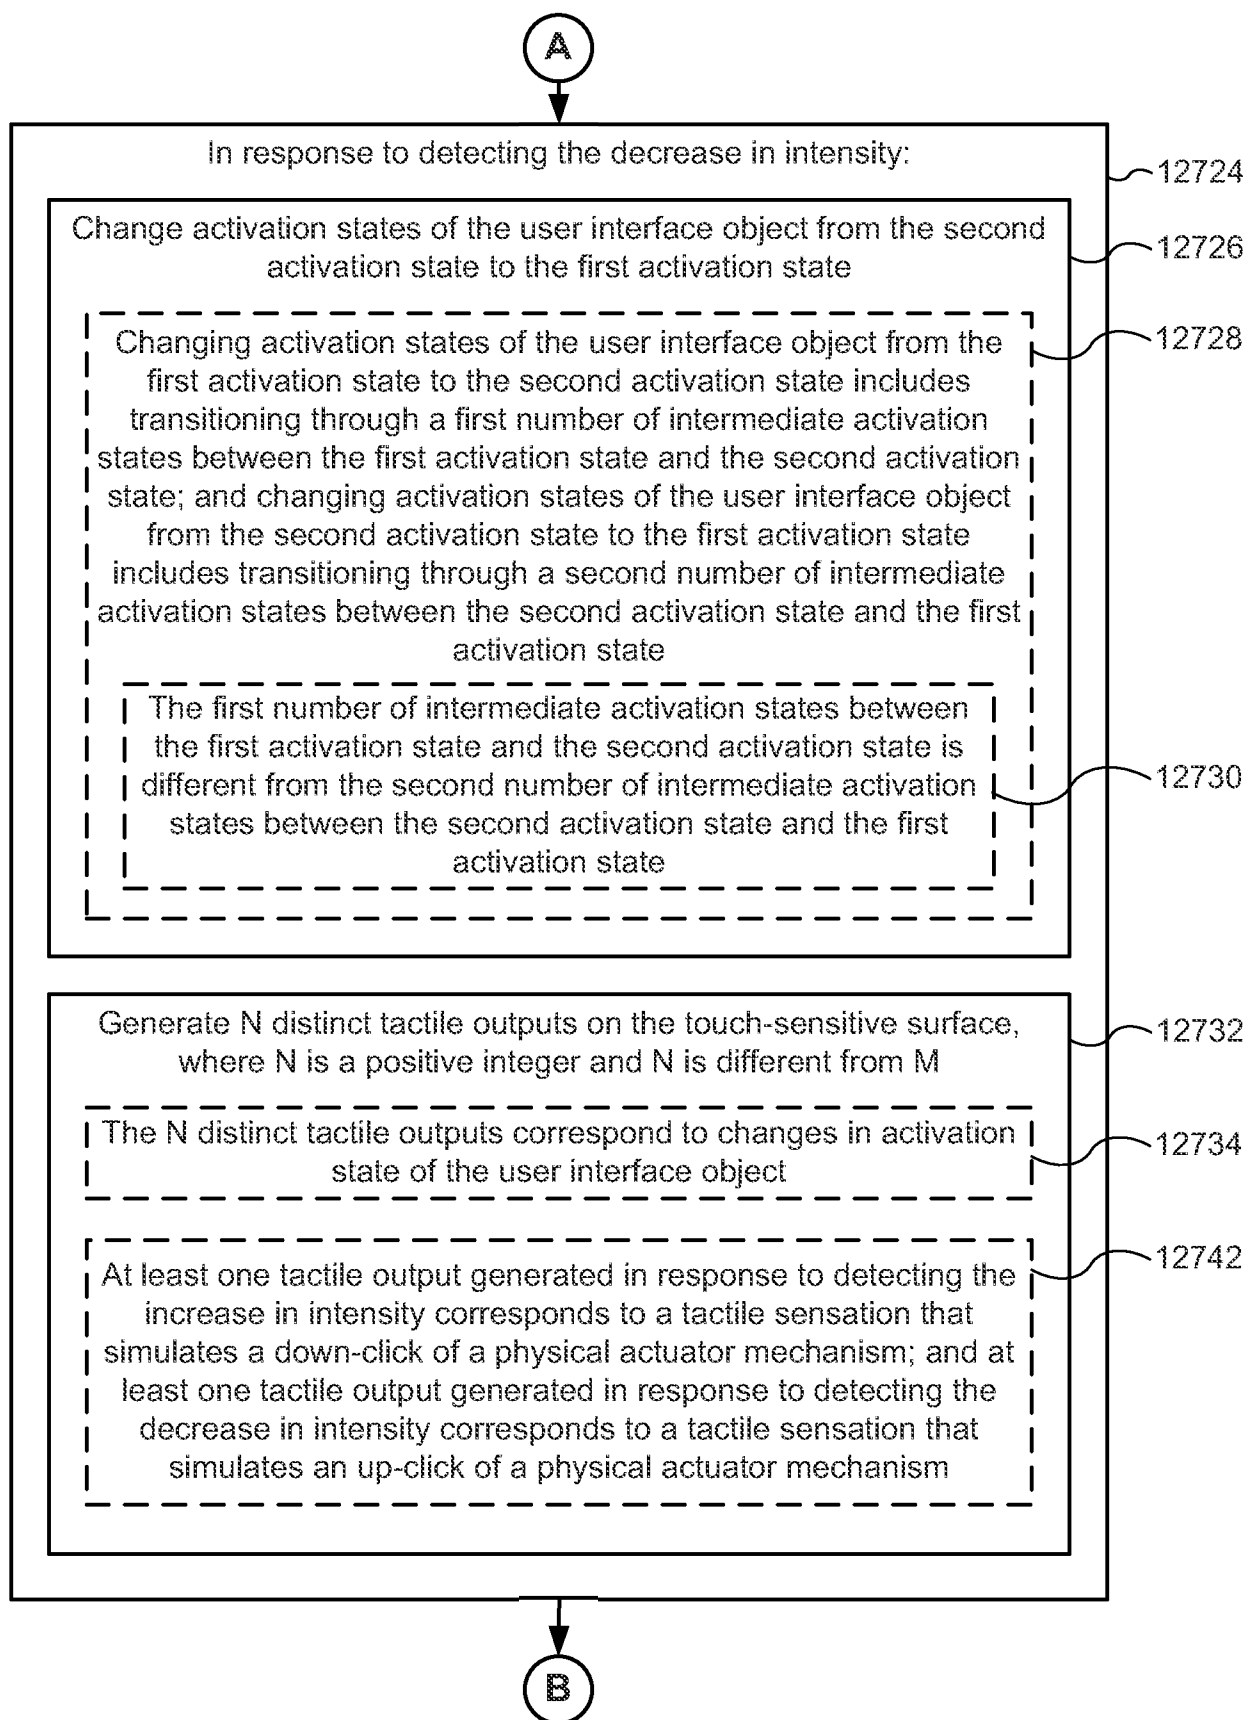 A
In response to detecting the decrease in intensity:
12724
Change activation states of the user interface object from the second
activation state to the first activation state
12726
Changing activation states of the user interface object from the
first activation state to the second activation state includes
transitioning through a first number of intermediate activation
states between the first activation state and the second activation
state; and changing activation states of the user interface object
from the second activation state to the first activation state
includes transitioning through a second number of intermediate
activation states between the second activation state and the first
activation state
12728
The first number of intermediate activation states between
the first activation state and the second activation state is
different from the second number of intermediate activation
states between the second activation state and the first
activation state
12730
Generate N distinct tactile outputs on the touch-sensitive surface,
where N is a positive integer and N is different from M
12732
The N distinct tactile outputs correspond to changes in activation
state of the user interface object
12734
At least one tactile output generated in response to detecting the
increase in intensity corresponds to a tactile sensation that
simulates a down-click of a physical actuator mechanism; and at
least one tactile output generated in response to detecting the
decrease in intensity corresponds to a tactile sensation that
simulates an up-click of a physical actuator mechanism
12742
B